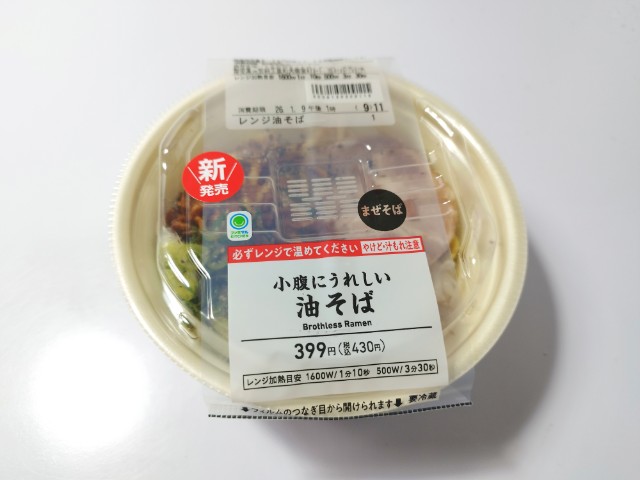 消費期限 26.1.9 午後 1時
9:11
レンジ油そば
1
新
発売
まぜそば
必ずレンジで温めてください
やけど・汁もれ注意
小腹にうれしい
油そば
Brothless Ramen
399円(税込430円)
レンジ加熱目安 1600W/1分10秒 500W/3分30秒
フィルムのつなぎ目から開けられます
要冷蔵